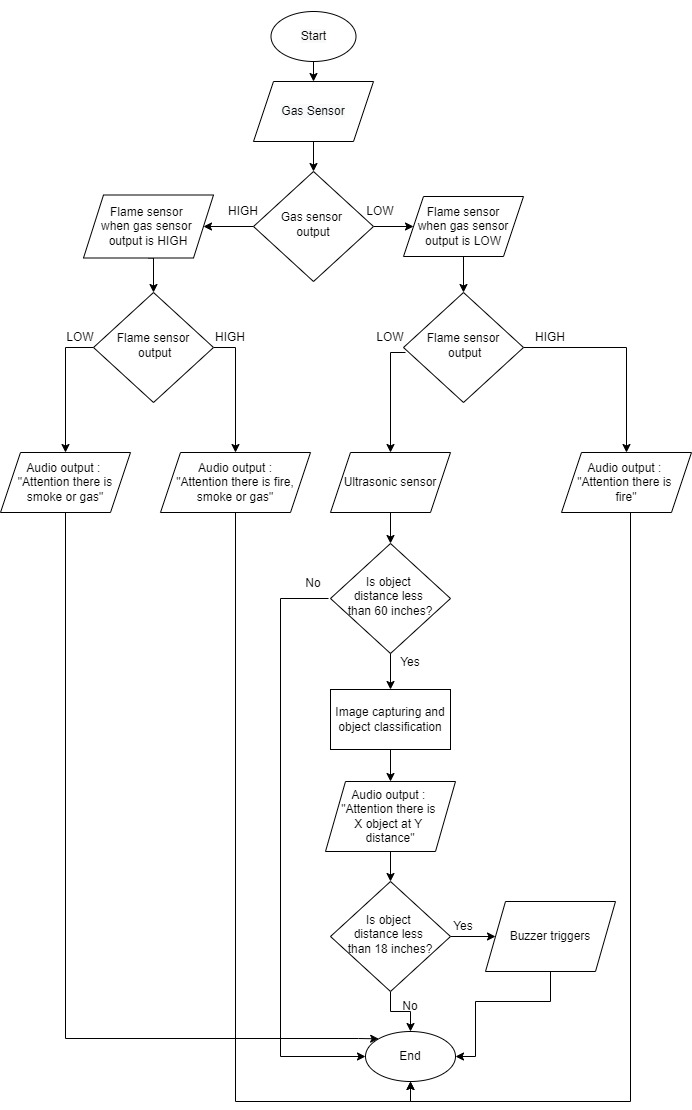 Start
Gas Sensor
HIGH
Gas sensor
output
LOW
Flame sensor
when gas sensor
output is HIGH
Flame sensor
when gas sensor
output is LOW
LOW
Flame sensor
output
HIGH
LOW
Flame sensor
output
HIGH
Audio output :
"Attention there is
smoke or gas"
Audio output :
"Attention there is fire,
smoke or gas"
Ultrasonic sensor
Audio output :
"Attention there is
fire"
No
Is object
distance less
than 60 inches?
Yes
Image capturing and
object classification
Audio output :
"Attention there is
X object at Y
distance"
Is object
distance less
than 18 inches?
Yes
Buzzer triggers
No
End